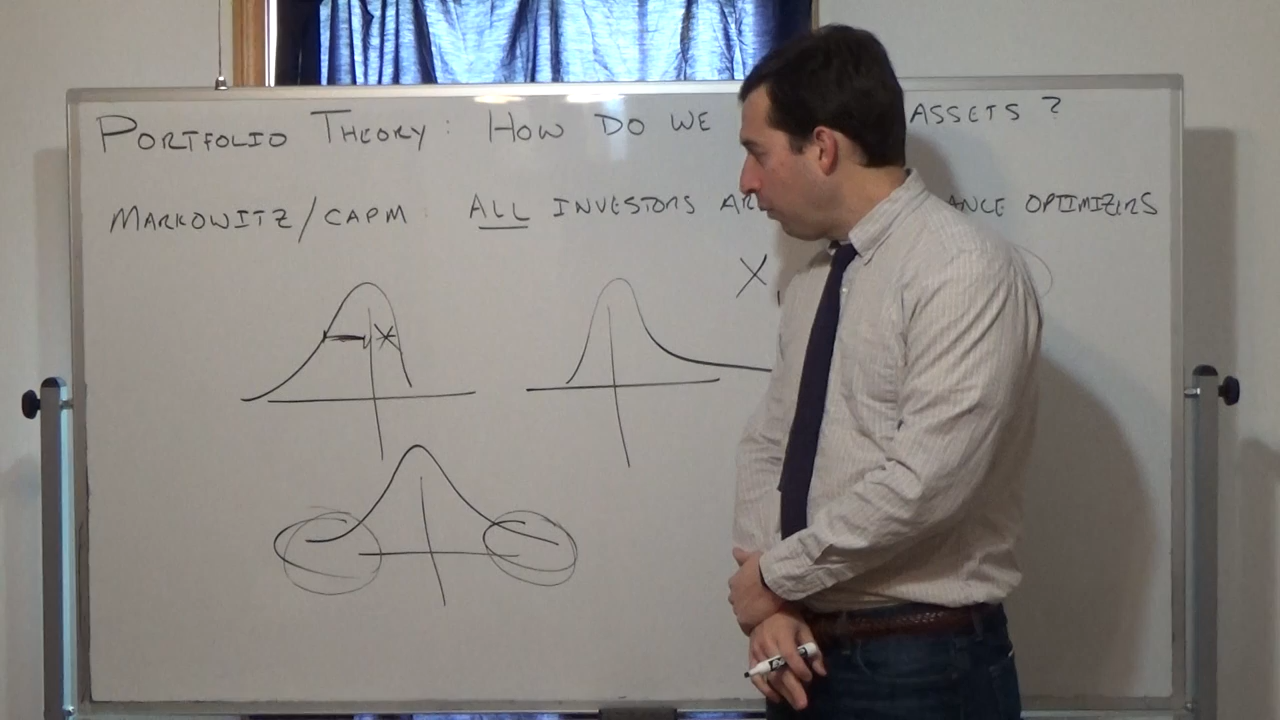 PORTFOLIO THEORY: HOW DO WE ASSETS?
MARKOWITZ/CAPM: ALL INVESTORS AR ANCE OPTIMIZERS
X
X